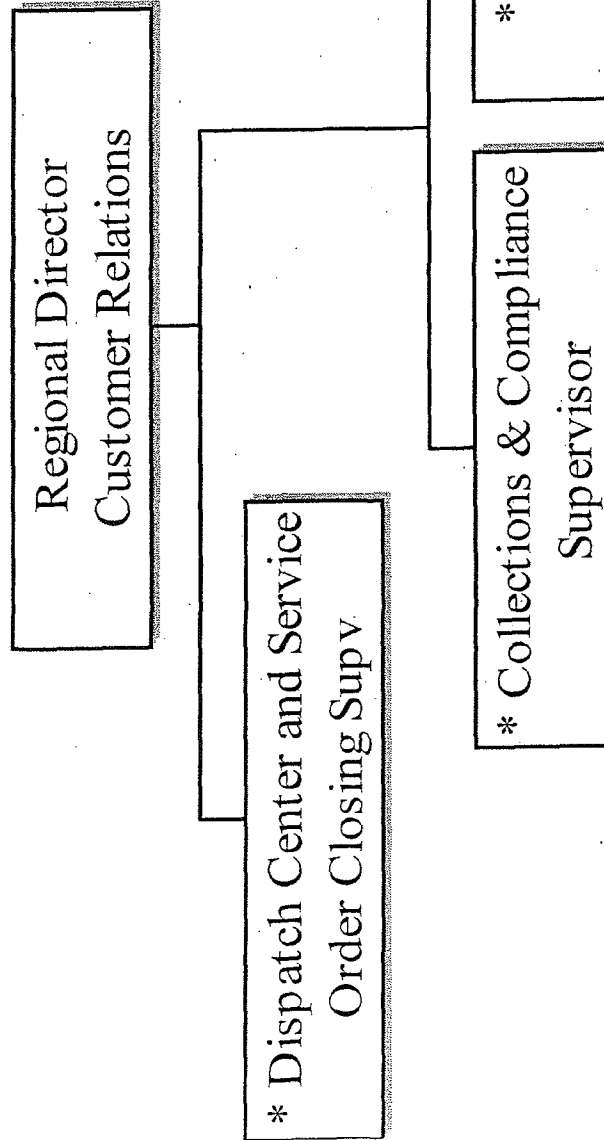 Regional Director
Customer Relations
* Dispatch Center and Service
Order Closing Supv
* Collections & Compliance
Supervisor
*